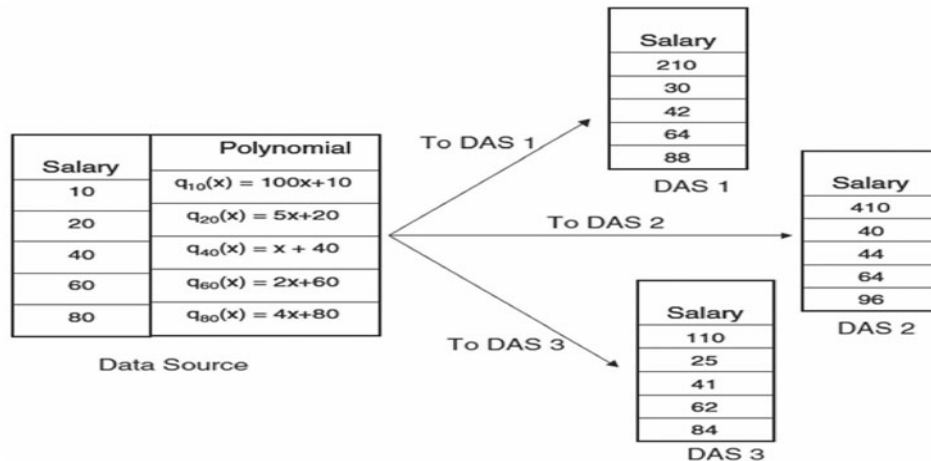 Salary
Polynomial
10
q10(x) = 100x+10
20
q20(x) = 5x+20
40
q40(x) = x + 40
60
q60(x) = 2x+60
80
q80(x) = 4x+80
Data Source
To DAS 1
To DAS 2
To DAS 3
Salary
210
30
42
64
88
DAS 1
Salary
410
40
44
64
96
DAS 2
Salary
110
25
41
62
84
DAS 3